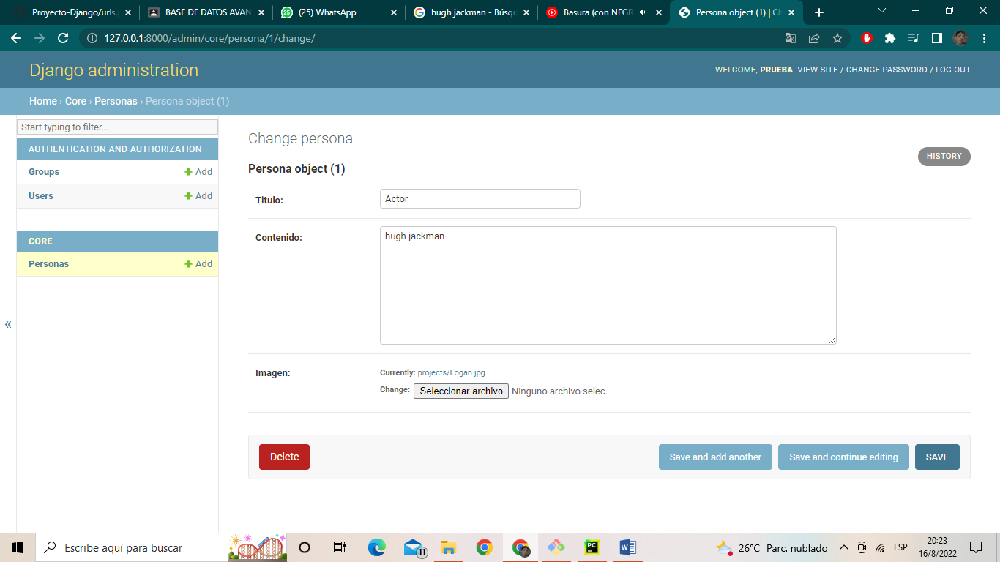 Proyecto-Django/urls.
BASE DE DATOS AVAN
(25) WhatsApp
hugh jackman - Búsqu
Basura (con NEGR
Persona object (1) | Ch
127.0.0.1:8000/admin/core/persona/1/change/
Django administration
WELCOME, PRUEBA. VIEW SITE / CHANGE PASSWORD / LOG OUT
Home › Core › Personas › Persona object (1)
Start typing to filter...
AUTHENTICATION AND AUTHORIZATION
Groups + Add
Users + Add
CORE
Personas + Add
«
Change persona
HISTORY
Persona object (1)
Titulo: Actor
Contenido: hugh jackman
Imagen: Currently: projects/Logan.jpg
Change: Seleccionar archivo Ninguno archivo selec.
Delete
Save and add another
Save and continue editing
SAVE
Escribe aquí para buscar
11
PC
26°C Parc. nublado
ESP
20:23
16/8/2022